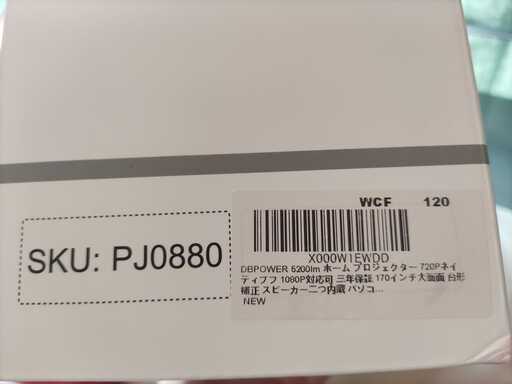 WCF 120
X000W1EWDD
SKU: PJ0880
DBPOWER 5200lm ホーム プロジェクター 720Pネイ
ティブフ 1080P対応可 三年保証 170インチ大画面 台形
補正 スピーカー二つ内蔵 パソコ...
NEW